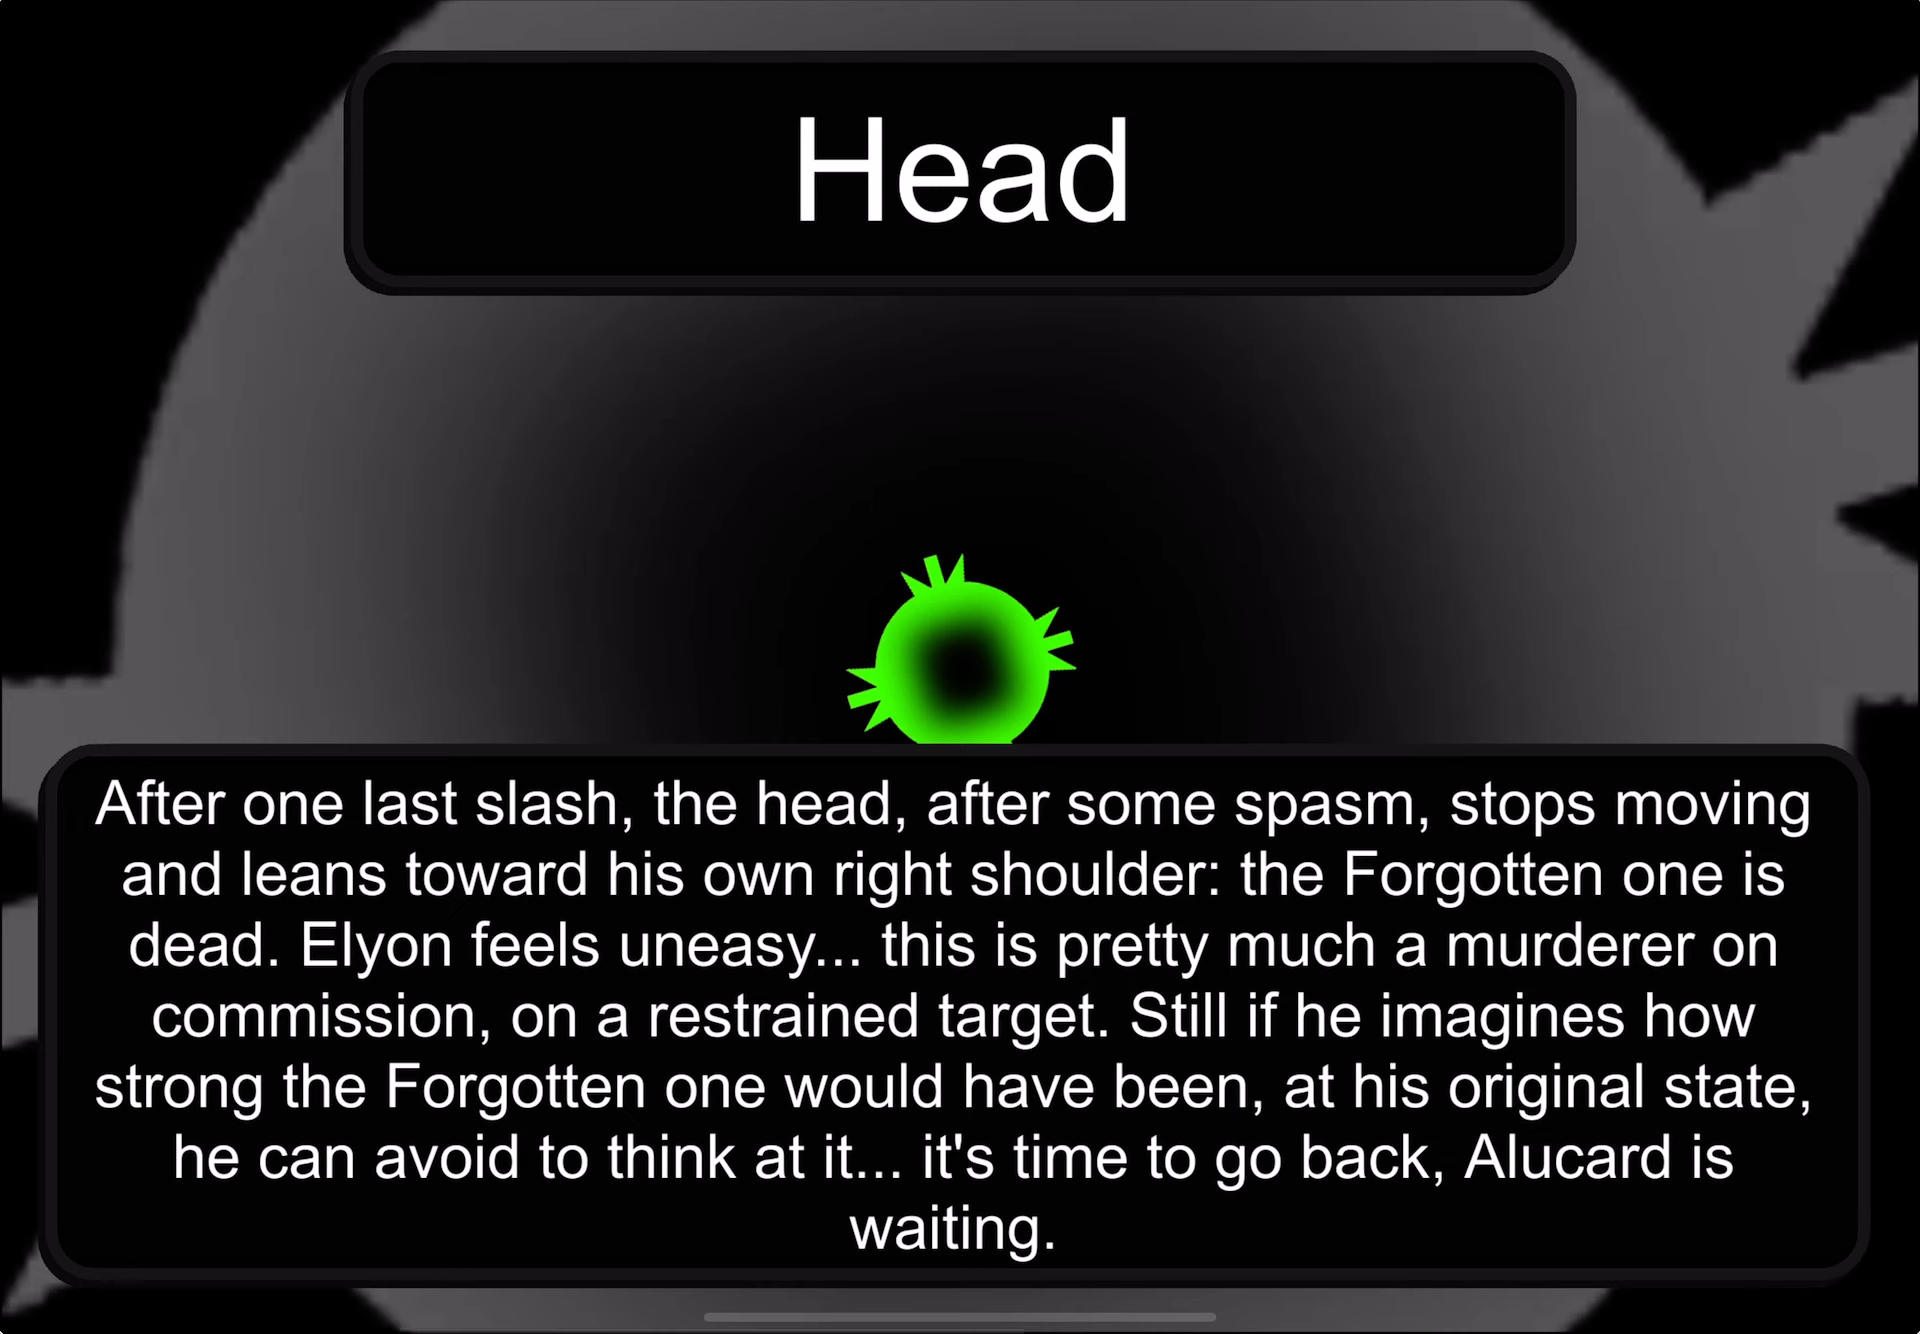 Head
After one last slash, the head, after some spasm, stops moving
and leans toward his own right shoulder: the Forgotten one is
dead. Elyon feels uneasy... this is pretty much a murderer on
commission, on a restrained target. Still if he imagines how
strong the Forgotten one would have been, at his original state,
he can avoid to think at it... it's time to go back, Alucard is
waiting.